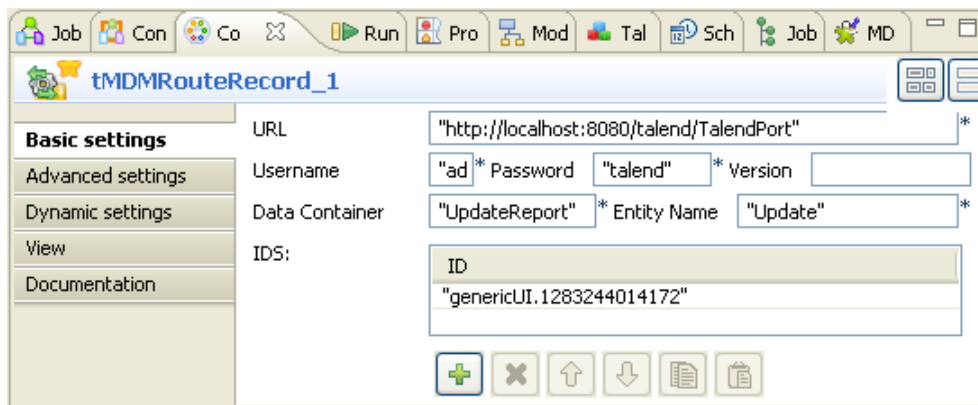 Job Con Co Run Pro Mod Tal Sch Job MD
tMDMRouteRecord_1
Basic settings
Advanced settings
Dynamic settings
View
Documentation
URL "http://localhost:8080/talend/TalendPort" *
Username "ad * Password "talend" * Version
Data Container "UpdateReport" * Entity Name "Update" *
IDS:
ID
"genericUI.1283244014172"